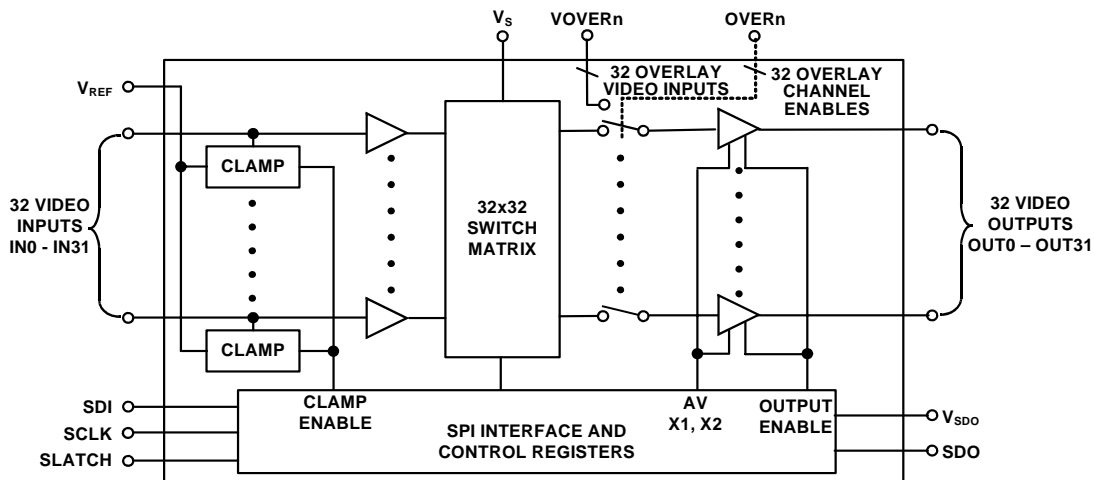 VS
VOVERn
OVERn
VREF
32 OVERLAY
VIDEO INPUTS
32 OVERLAY
CHANNEL
ENABLES
CLAMP
32 VIDEO
INPUTS
IN0 - IN31
32x32
SWITCH
MATRIX
32 VIDEO
OUTPUTS
OUT0 – OUT31
CLAMP
SDI
SCLK
SLATCH
CLAMP
ENABLE
SPI INTERFACE AND
CONTROL REGISTERS
AV
X1, X2
OUTPUT
ENABLE
VSDO
SDO